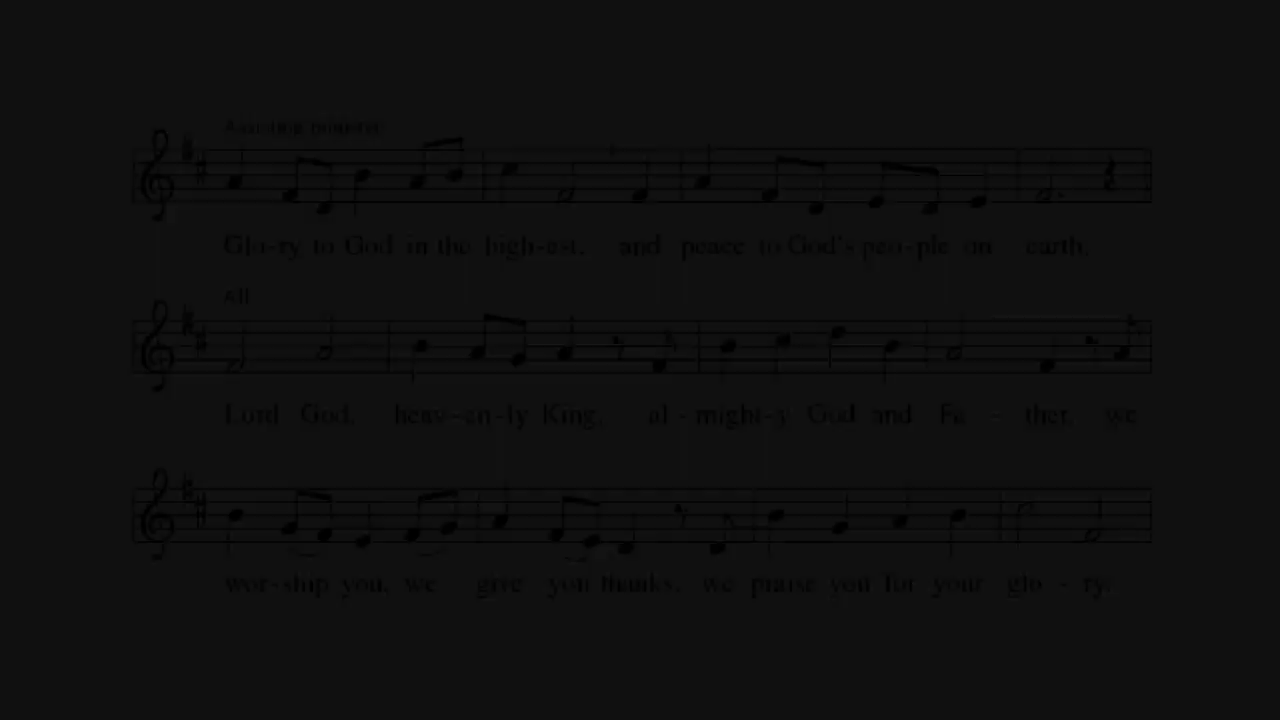 Assisting minister
Glo-ry to God in the high-est, and peace to God's peo-ple on earth.
All
Lord God, heav-en-ly King, al - might-y God and Fa - ther, we
wor-ship you, we give you thanks, we praise you for your glo - ry.